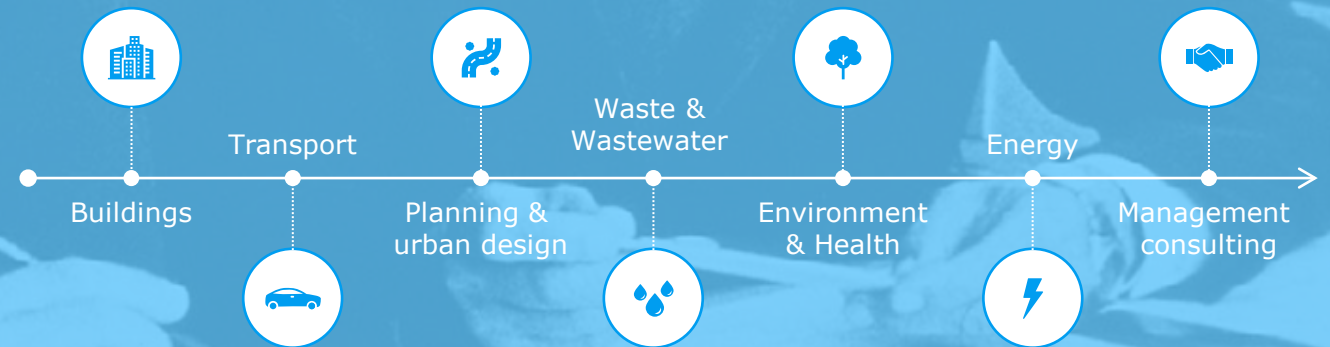 Buildings
Transport
Planning &
urban design
Waste &
Wastewater
Environment
& Health
Energy
Management
consulting